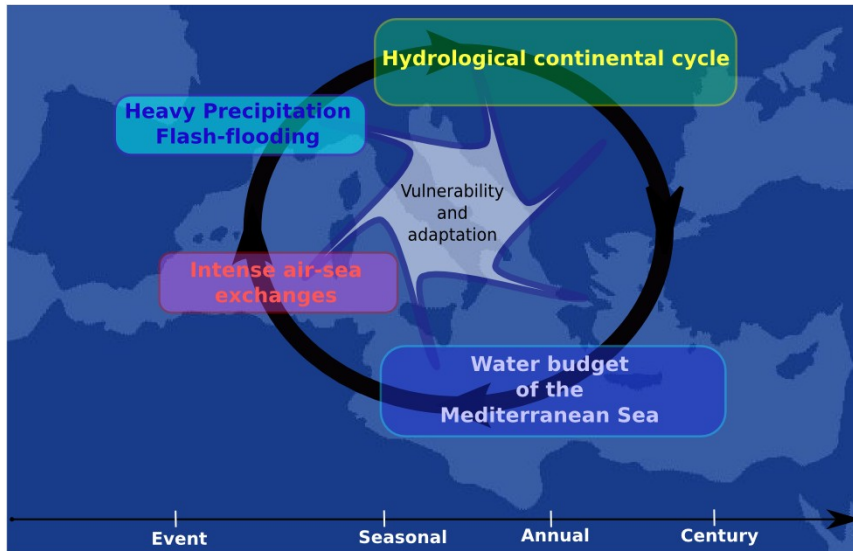 Hydrological continental cycle
Heavy Precipitation
Flash-flooding
Vulnerability
and
adaptation
Intense air-sea
exchanges
Water budget
of the
Mediterranean Sea
Event
Seasonal
Annual
Century